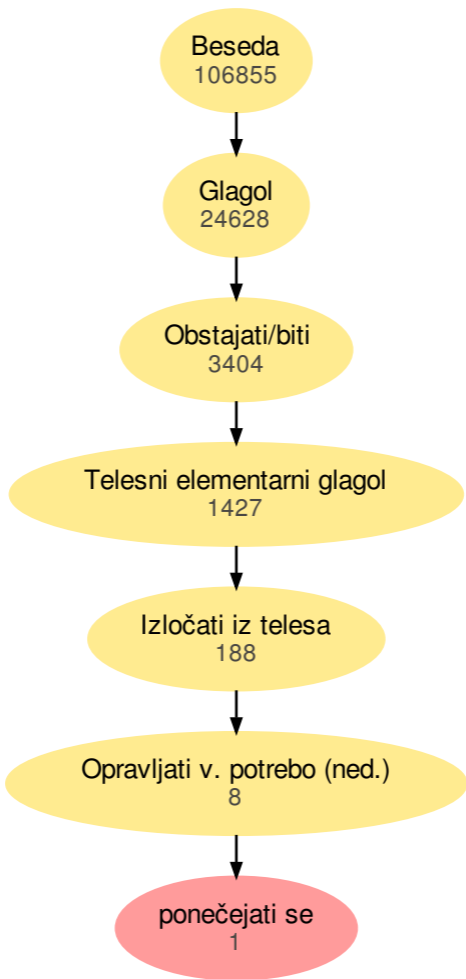 Beseda
106855
Glagol
24628
Obstajati/biti
3404
Telesni elementarni glagol
1427
Izločati iz telesa
188
Opravljati v. potrebo (ned.)
8
ponečejati se
1